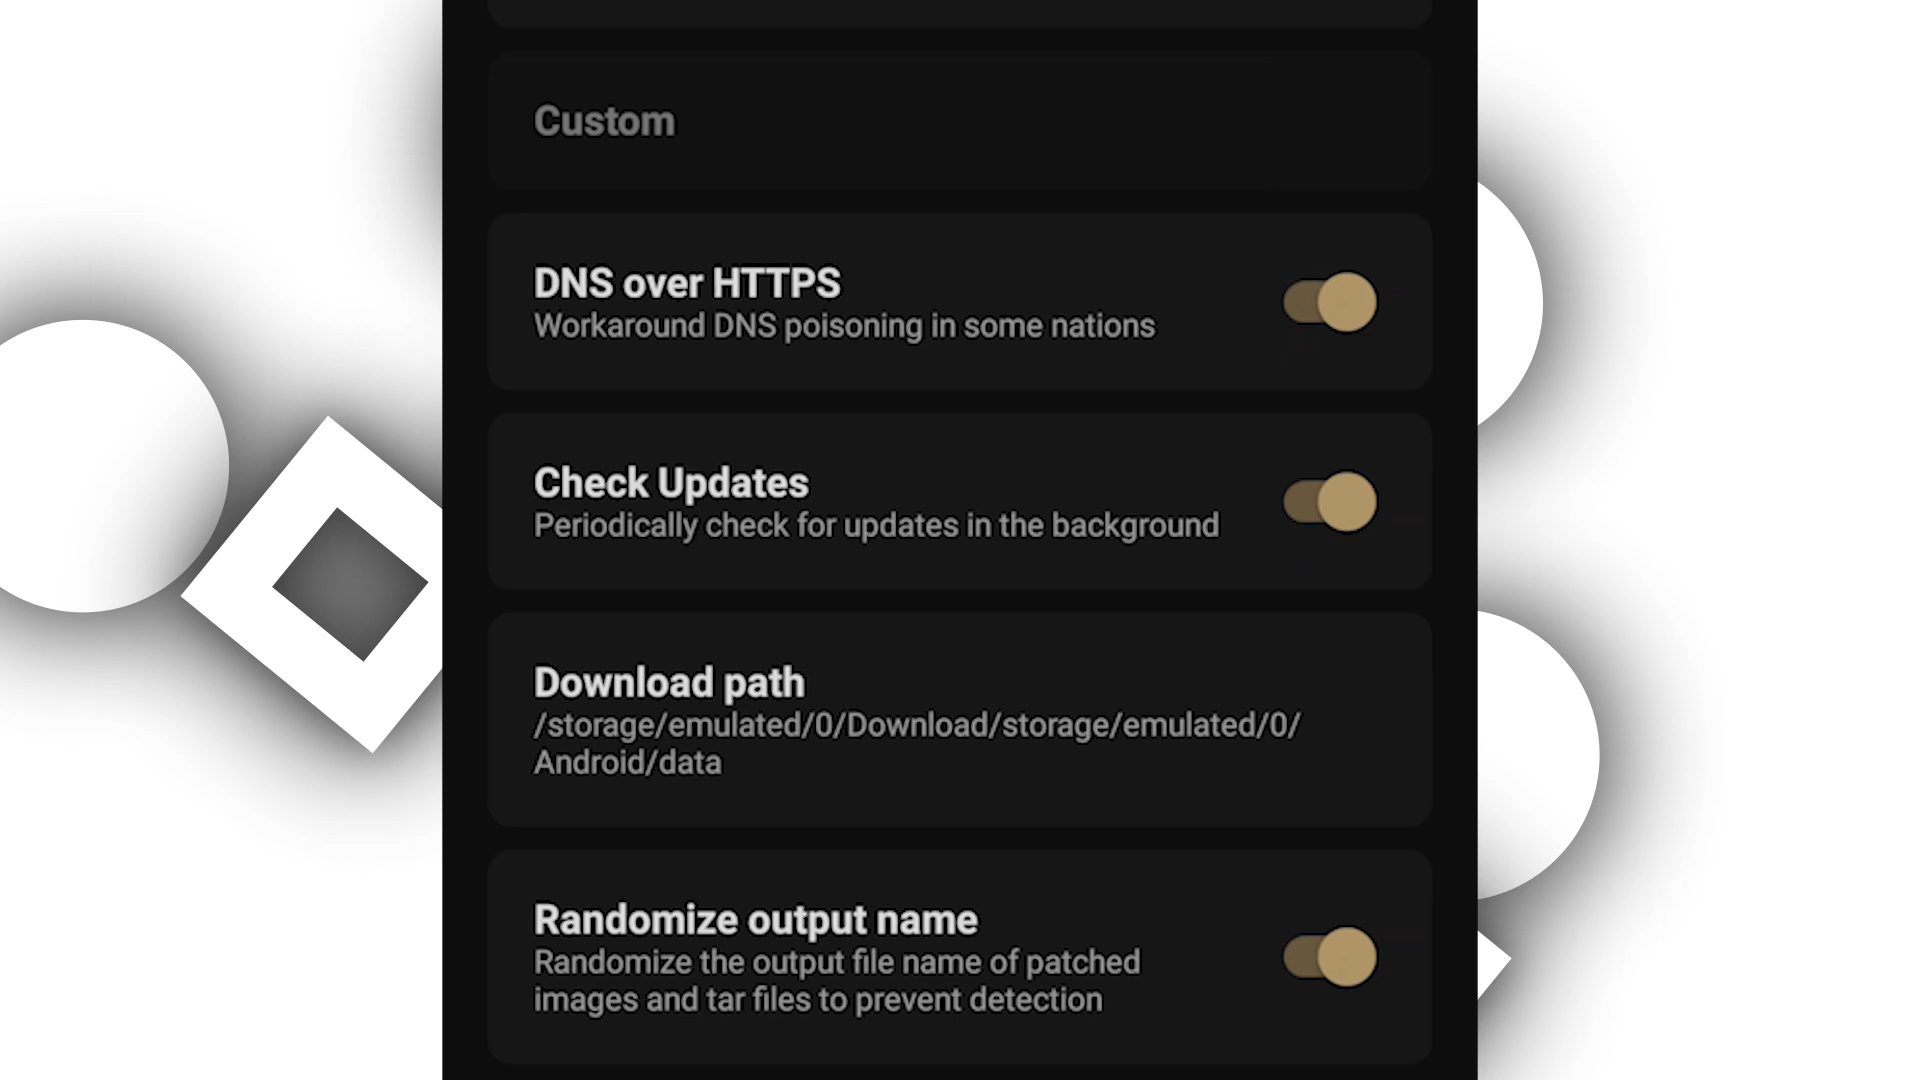 Custom
DNS over HTTPS
Workaround DNS poisoning in some nations
Check Updates
Periodically check for updates in the background
Download path
/storage/emulated/0/Download/storage/emulated/0/
Android/data
Randomize output name
Randomize the output file name of patched
images and tar files to prevent detection